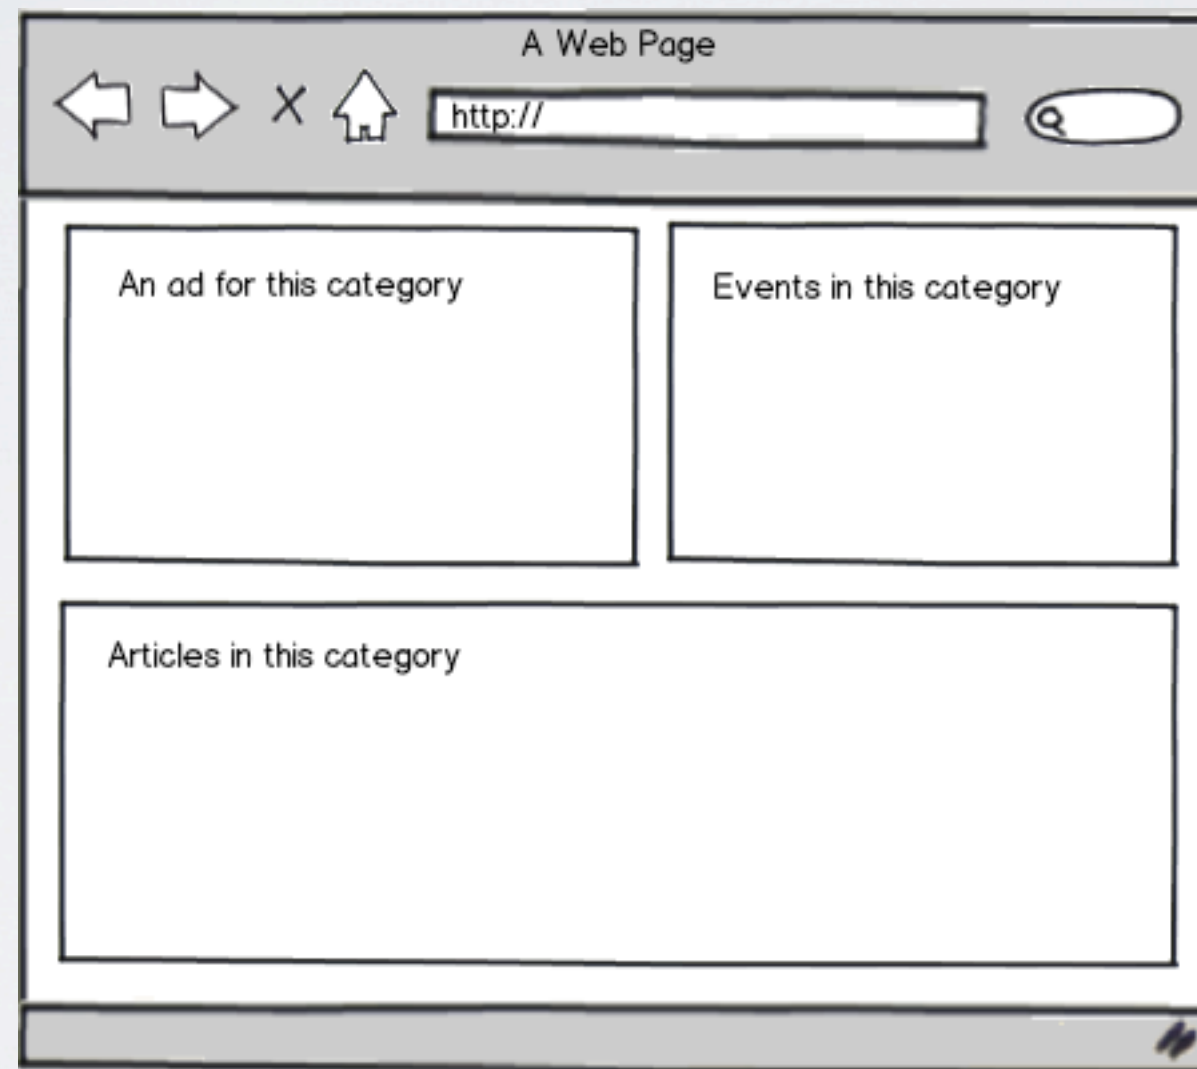 A Web Page
http://
An ad for this category
Events in this category
Articles in this category